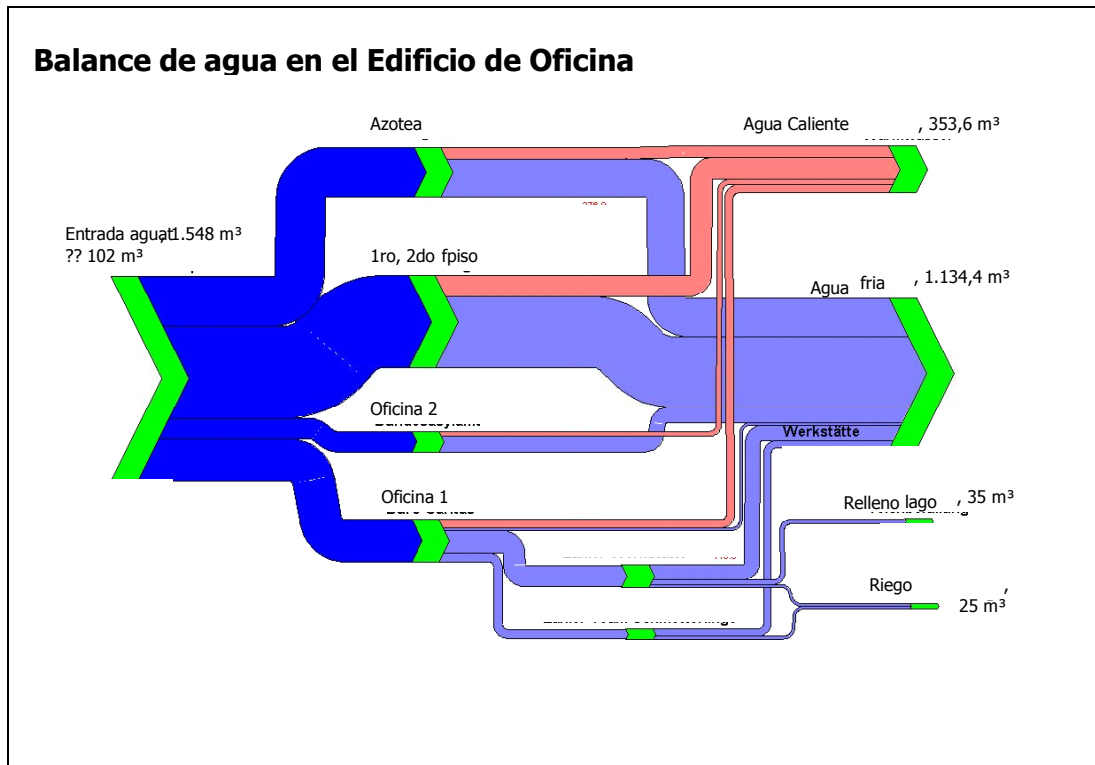 Balance de agua en el Edificio de Oficina
Azotea
Agua Caliente , 353,6 m³
Entrada aguat, 1.548 m³
?? 102 m³
1ro, 2do fpiso
Agua fria , 1.134,4 m³
Oficina 2
Werkstätte
Oficina 1
Relleno lago , 35 m³
Riego ,
25 m³